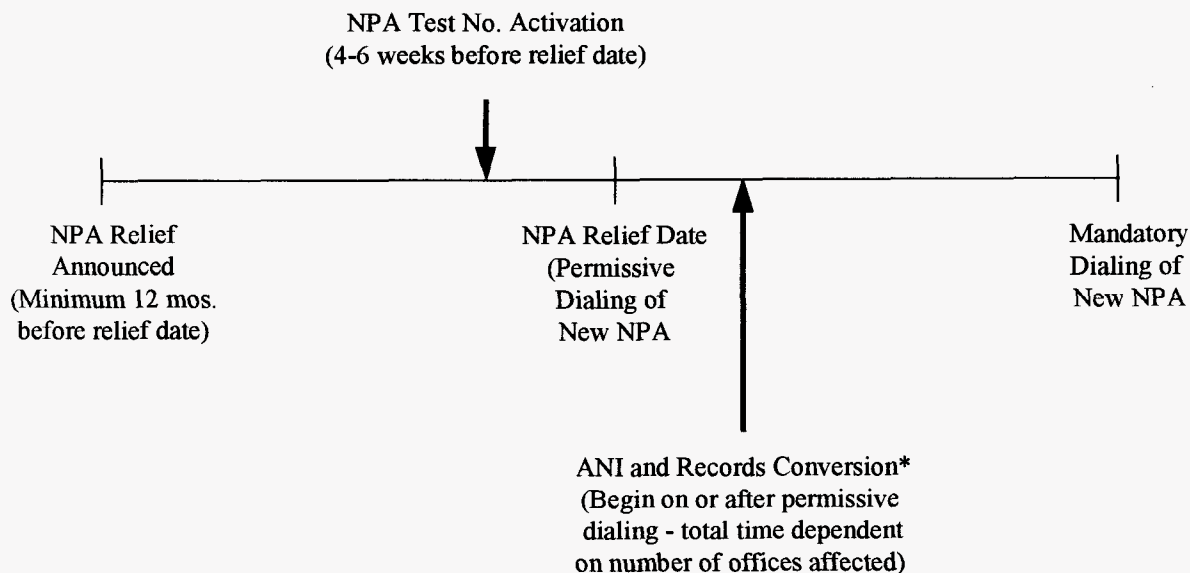 NPA Test No. Activation
(4-6 weeks before relief date)
NPA Relief
Announced
(Minimum 12 mos.
before relief date)
NPA Relief Date
(Permissive
Dialing of
New NPA
Mandatory
Dialing of
New NPA
ANI and Records Conversion*
(Begin on or after permissive
dialing - total time dependent
on number of offices affected)